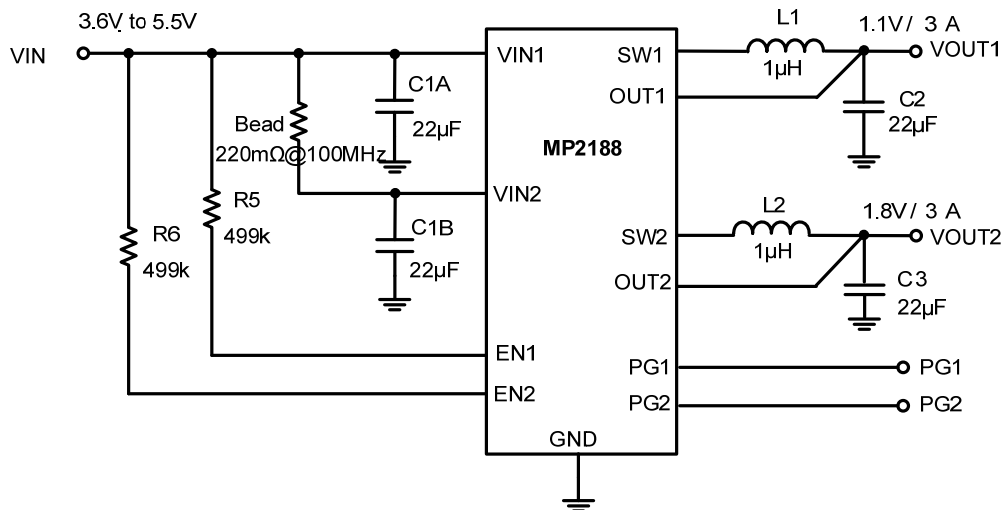 3.6V to 5.5V
VIN
VIN1
SW1
L1
1µH
1.1V / 3 A
VOUT1
C1A
22µF
OUT1
C2
22µF
Bead
220mΩ@100MHz
MP2188
R5
499k
VIN2
R6
499k
C1B
22µF
SW2
L2
1µH
1.8V / 3 A
VOUT2
OUT2
C3
22µF
EN1
PG1
PG1
EN2
PG2
PG2
GND